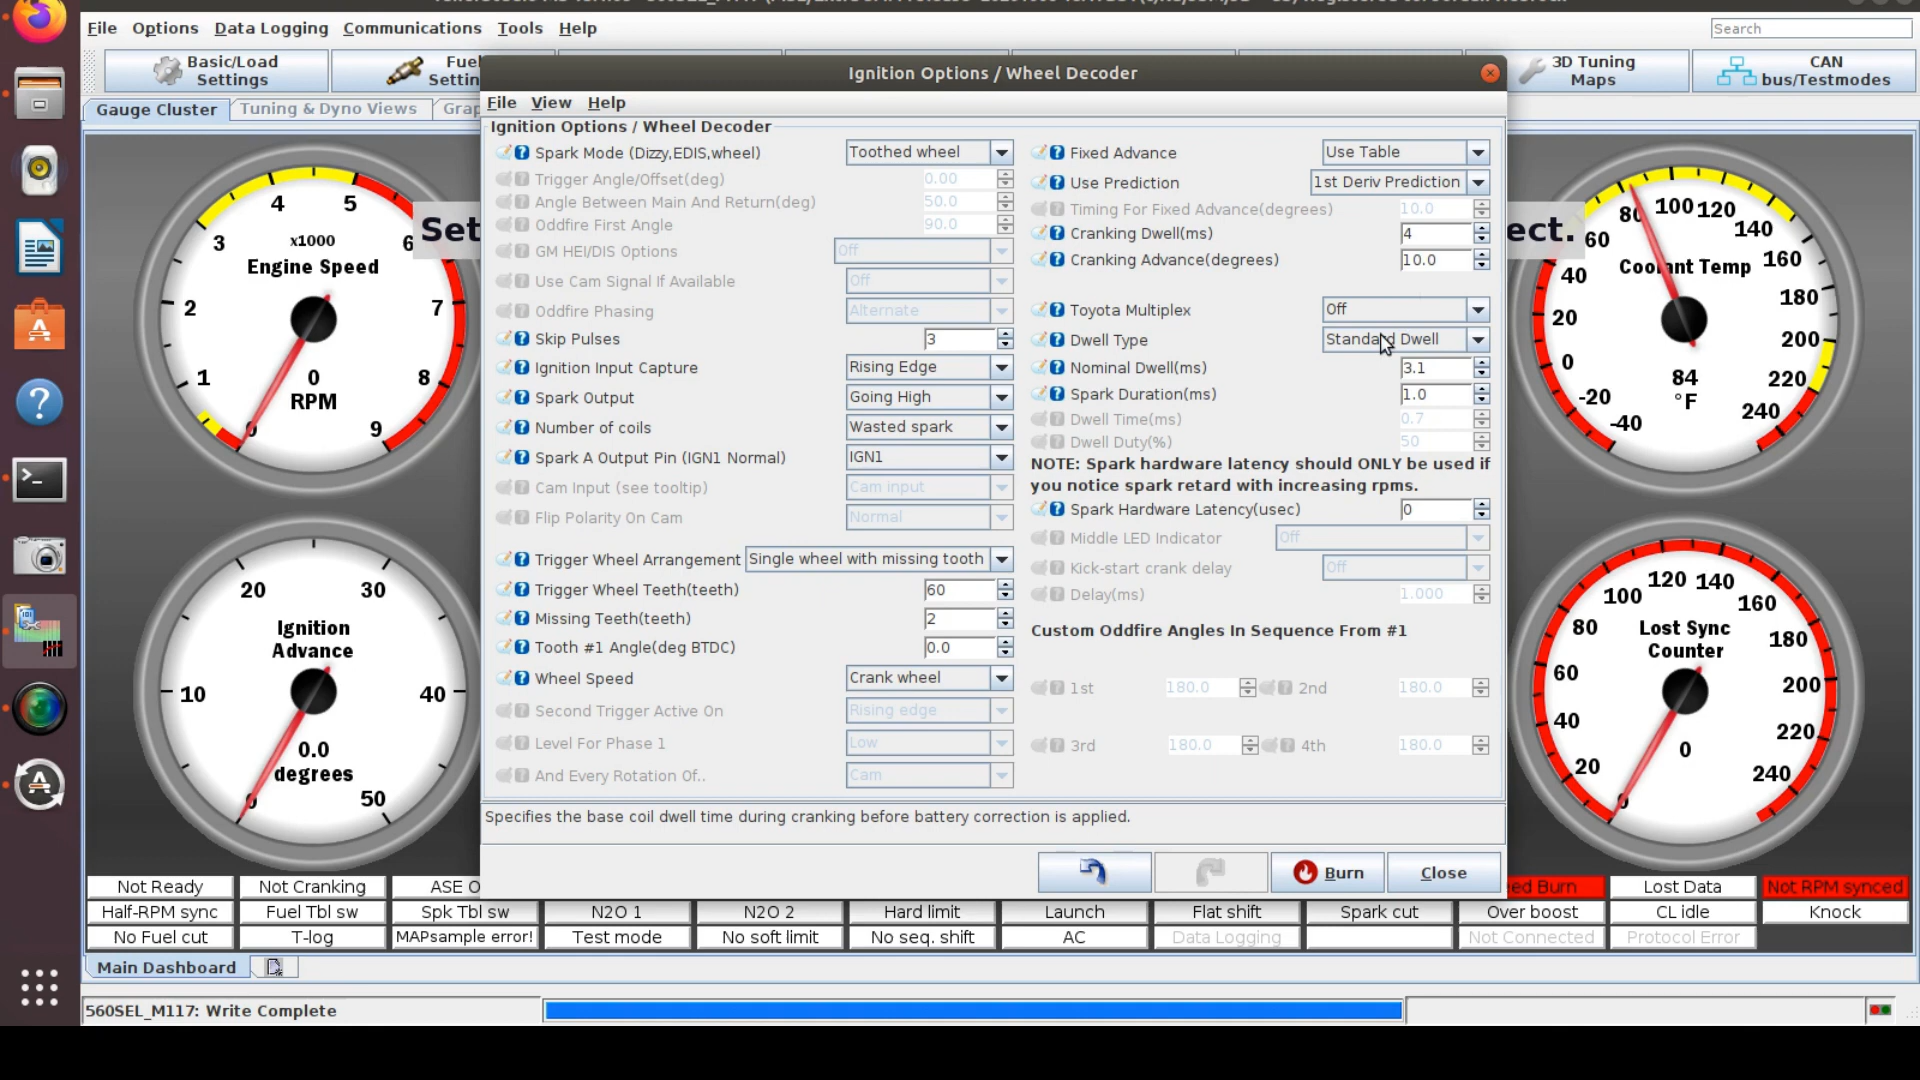 File Options Data Logging Communications Tools Help
Search
Basic/Load
Settings
3D Tuning
Maps
CAN
bus/Testmodes
Gauge Cluster
Tuning & Dyno Views
Ignition Options / Wheel Decoder
File View Help
Ignition Options / Wheel Decoder
Spark Mode (Dizzy,EDIS,wheel) Toothed wheel
Trigger Angle/Offset(deg) 0.00
Angle Between Main And Return(deg) 50.0
Oddfire First Angle 90.0
GM HEI/DIS Options Off
Use Cam Signal If Available Off
Oddfire Phasing Alternate
Skip Pulses 3
Ignition Input Capture Rising Edge
Spark Output Going High
Number of coils Wasted spark
Spark A Output Pin (IGN1 Normal) IGN1
Cam Input (see tooltip) Cam input
Flip Polarity On Cam Normal
Trigger Wheel Arrangement Single wheel with missing tooth
Trigger Wheel Teeth(teeth) 60
Missing Teeth(teeth) 2
Tooth #1 Angle(deg BTDC) 0.0
Wheel Speed Crank wheel
Second Trigger Active On Rising edge
Level For Phase 1 Low
And Every Rotation Of.. Cam
Fixed Advance Use Table
Use Prediction 1st Deriv Prediction
Timing For Fixed Advance(degrees) 10.0
Cranking Dwell(ms) 4
Cranking Advance(degrees) 10.0
Toyota Multiplex Off
Dwell Type Standard Dwell
Nominal Dwell(ms) 3.1
Spark Duration(ms) 1.0
Dwell Time(ms) 0.7
Dwell Duty(%) 50
NOTE: Spark hardware latency should ONLY be used if
you notice spark retard with increasing rpms.
Spark Hardware Latency(usec) 0
Middle LED Indicator Off
Kick-start crank delay Off
Delay(ms) 1.000
Custom Oddfire Angles In Sequence From #1
1st 180.0 2nd 180.0
3rd 180.0 4th 180.0
Specifies the base coil dwell time during cranking before battery correction is applied.
Burn Close
Set
ect.
0 1 2 3 4 5 6 7 8 9
x1000
Engine Speed
0
RPM
-40 -20 0 20 40 60 80 100 120 140 160 180 200 220 240
Coolant Temp
84
°F
0 10 20 30 40 50
Ignition
Advance
0.0
degrees
0 20 40 60 80 100 120 140 160 180 200 220 240
Lost Sync
Counter
0
Not Ready Not Cranking ASE O ed Burn Lost Data Not RPM synced
Half-RPM sync Fuel Tbl sw Spk Tbl sw N2O 1 N2O 2 Hard limit Launch Flat shift Spark cut Over boost CL idle Knock
No Fuel cut T-log MAPsample error! Test mode No soft limit No seq. shift AC Data Logging Not Connected Protocol Error
Main Dashboard
560SEL_M117: Write Complete